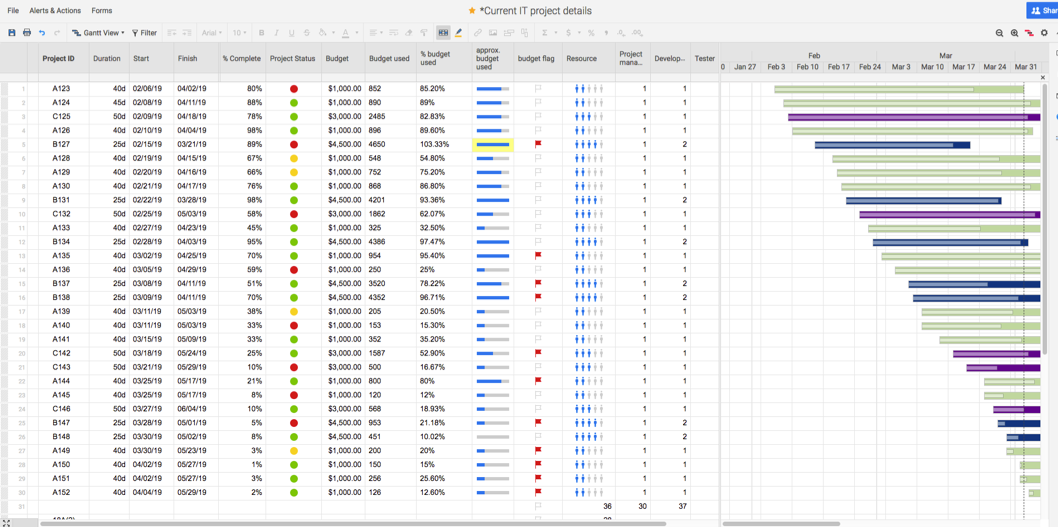 *Current IT project details
File Alerts & Actions Forms Shar
Gantt View Filter Arial 10 B I U S A Σ $ %
Project ID Duration Start Finish % Complete Project Status Budget Budget used % budget used approx. budget used budget flag Resource Project mana... Develop... Tester
Feb Mar
0 Jan 27 Feb 3 Feb 10 Feb 17 Feb 24 Mar 3 Mar 10 Mar 17 Mar 24 Mar 31
1 A123 40d 02/06/19 04/02/19 80% $1,000.00 852 85.20% 1 1
2 A124 45d 02/08/19 04/11/19 88% $1,000.00 890 89% 1 1
3 C125 50d 02/09/19 04/18/19 78% $3,000.00 2485 82.83% 1 1
4 A126 40d 02/10/19 04/04/19 98% $1,000.00 896 89.60% 1 1
5 B127 25d 02/15/19 03/21/19 89% $4,500.00 4650 103.33% 1 2
6 A128 40d 02/19/19 04/15/19 67% $1,000.00 548 54.80% 1 1
7 A129 40d 02/20/19 04/16/19 66% $1,000.00 752 75.20% 1 1
8 A130 40d 02/21/19 04/17/19 76% $1,000.00 868 86.80% 1 1
9 B131 25d 02/22/19 03/28/19 98% $4,500.00 4201 93.36% 1 2
10 C132 50d 02/25/19 05/03/19 58% $3,000.00 1862 62.07% 1 1
11 A133 40d 02/27/19 04/23/19 45% $1,000.00 325 32.50% 1 1
12 B134 25d 02/28/19 04/03/19 95% $4,500.00 4386 97.47% 1 2
13 A135 40d 03/02/19 04/25/19 70% $1,000.00 954 95.40% 1 1
14 A136 40d 03/05/19 04/29/19 59% $1,000.00 250 25% 1 1
15 B137 25d 03/08/19 04/11/19 51% $4,500.00 3520 78.22% 1 2
16 B138 25d 03/09/19 04/11/19 70% $4,500.00 4352 96.71% 1 2
17 A139 40d 03/11/19 05/03/19 38% $1,000.00 205 20.50% 1 1
18 A140 40d 03/11/19 05/03/19 33% $1,000.00 153 15.30% 1 1
19 A141 40d 03/15/19 05/09/19 33% $1,000.00 352 35.20% 1 1
20 C142 50d 03/18/19 05/24/19 25% $3,000.00 1587 52.90% 1 1
21 C143 50d 03/21/19 05/29/19 10% $3,000.00 500 16.67% 1 1
22 A144 40d 03/25/19 05/17/19 21% $1,000.00 800 80% 1 1
23 A145 40d 03/25/19 05/17/19 8% $1,000.00 120 12% 1 1
24 C146 50d 03/27/19 06/04/19 10% $3,000.00 568 18.93% 1 1
25 B147 25d 03/28/19 05/01/19 5% $4,500.00 953 21.18% 1 2
26 B148 25d 03/30/19 05/02/19 8% $4,500.00 451 10.02% 1 2
27 A149 40d 03/30/19 05/23/19 3% $1,000.00 200 20% 1 1
28 A150 40d 04/02/19 05/27/19 1% $1,000.00 150 15% 1 1
29 A151 40d 04/02/19 05/27/19 3% $1,000.00 256 25.60% 1 1
30 A152 40d 04/04/19 05/29/19 2% $1,000.00 126 12.60% 1 1
31 36 30 37